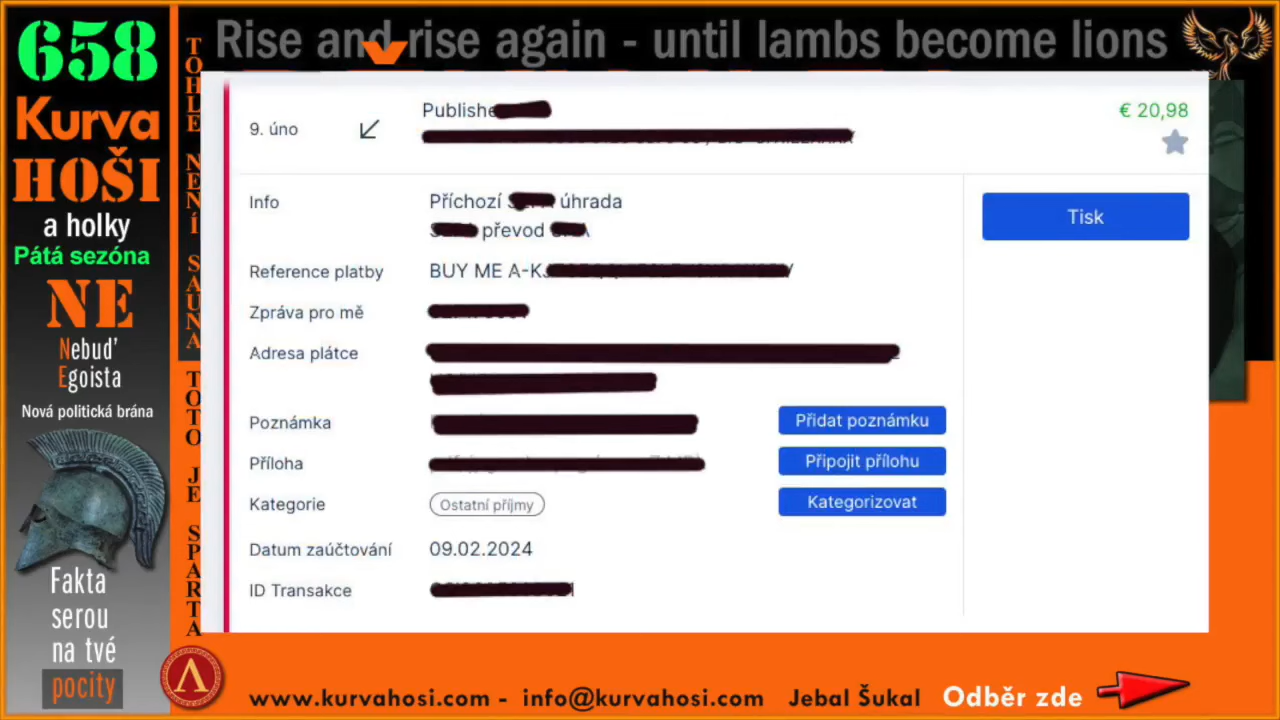 658
Kurva
HOŠI
a holky
Pátá sezóna
NE
Nebuď
Egoista
Nová politická brána
Fakta
serou
na tvé
pocity
TOHLE NENÍ SAUNA TOTO JE SPARTA
Rise and rise again - until lambs become lions
9. úno
Publishe
€ 20,98
Info
Příchozí úhrada
převod
Tisk
Reference platby
BUY ME A-K
Zpráva pro mě
Adresa plátce
Poznámka
Přidat poznámku
Příloha
Připojit přílohu
Kategorie
Ostatní příjmy
Kategorizovat
Datum zaúčtování
09.02.2024
ID Transakce
Λ
www.kurvahosi.com - info@kurvahosi.com Jebal Šukal Odběr zde